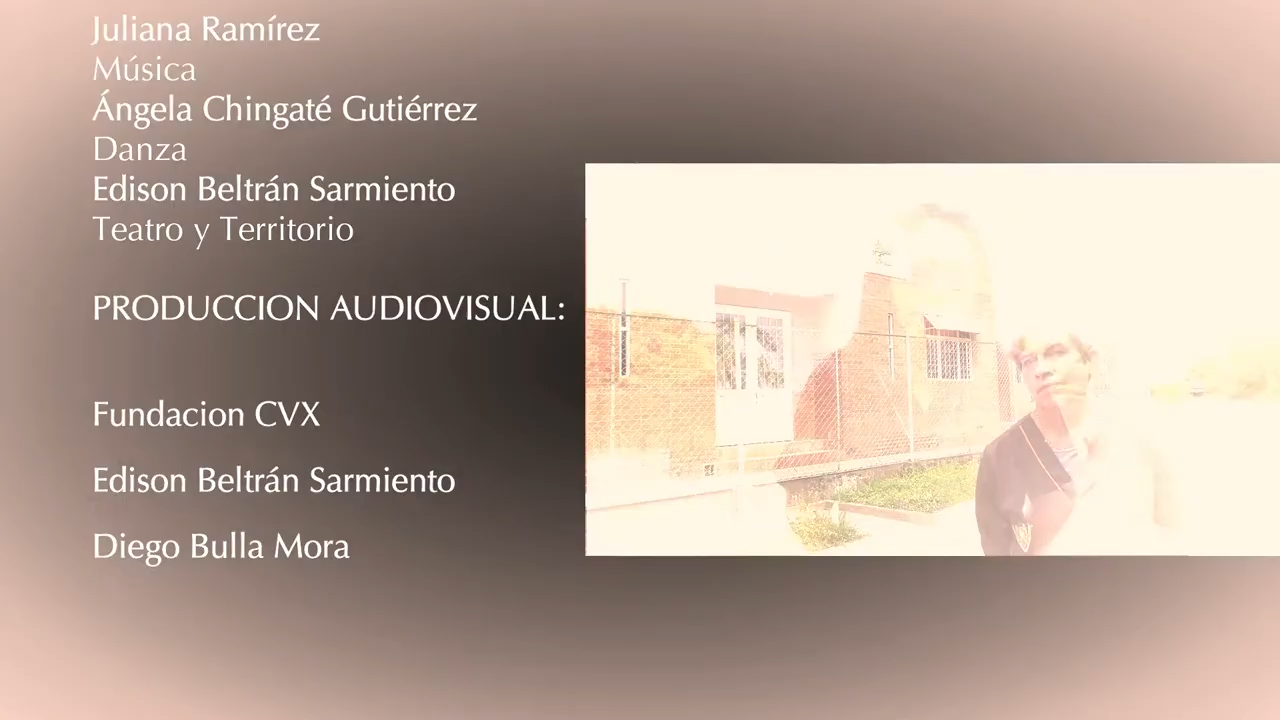 Juliana Ramírez
Música
Ángela Chingaté Gutiérrez
Danza
Edison Beltrán Sarmiento
Teatro y Territorio
PRODUCCION AUDIOVISUAL:
Fundacion CVX
Edison Beltrán Sarmiento
Diego Bulla Mora